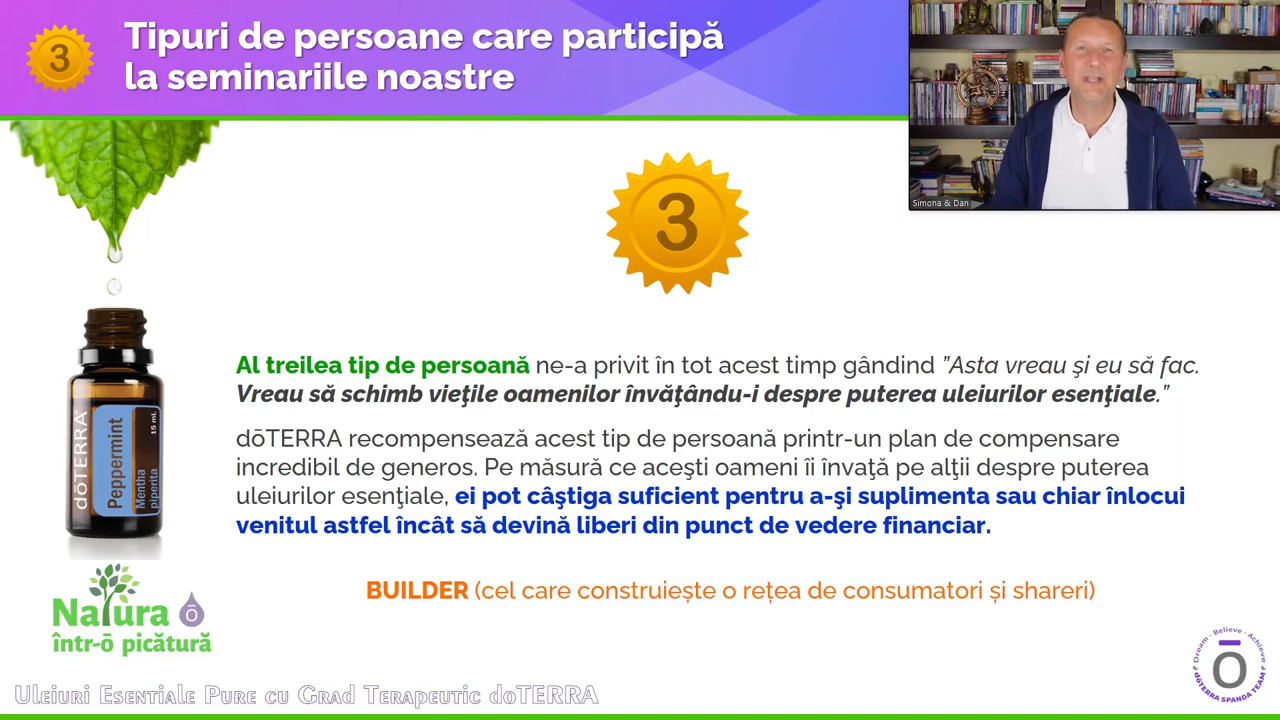 3
Tipuri de persoane care participă
la seminariile noastre
Simona & Dan
3
Al treilea tip de persoană ne-a privit în tot acest timp gândind ”Asta vreau şi eu să fac.
Vreau să schimb vieţile oamenilor învăţându-i despre puterea uleiurilor esenţiale.”
dōTERRA recompensează acest tip de persoană printr-un plan de compensare
incredibil de generos. Pe măsură ce aceşti oameni îi învaţă pe alţii despre puterea
uleiurilor esenţiale, ei pot câştiga suficient pentru a-şi suplimenta sau chiar înlocui
venitul astfel încât să devină liberi din punct de vedere financiar.
BUILDER (cel care construiește o rețea de consumatori și shareri)
dōTERRA
Peppermint
Mentha
piperita
15 mL
Natura ō
într-ō picătură
Uleiuri Esentiale Pure cu Grad Terapeutic doTERRA
Dream - Believe - Achieve
ō
dōTERRA SPANDA TEAM